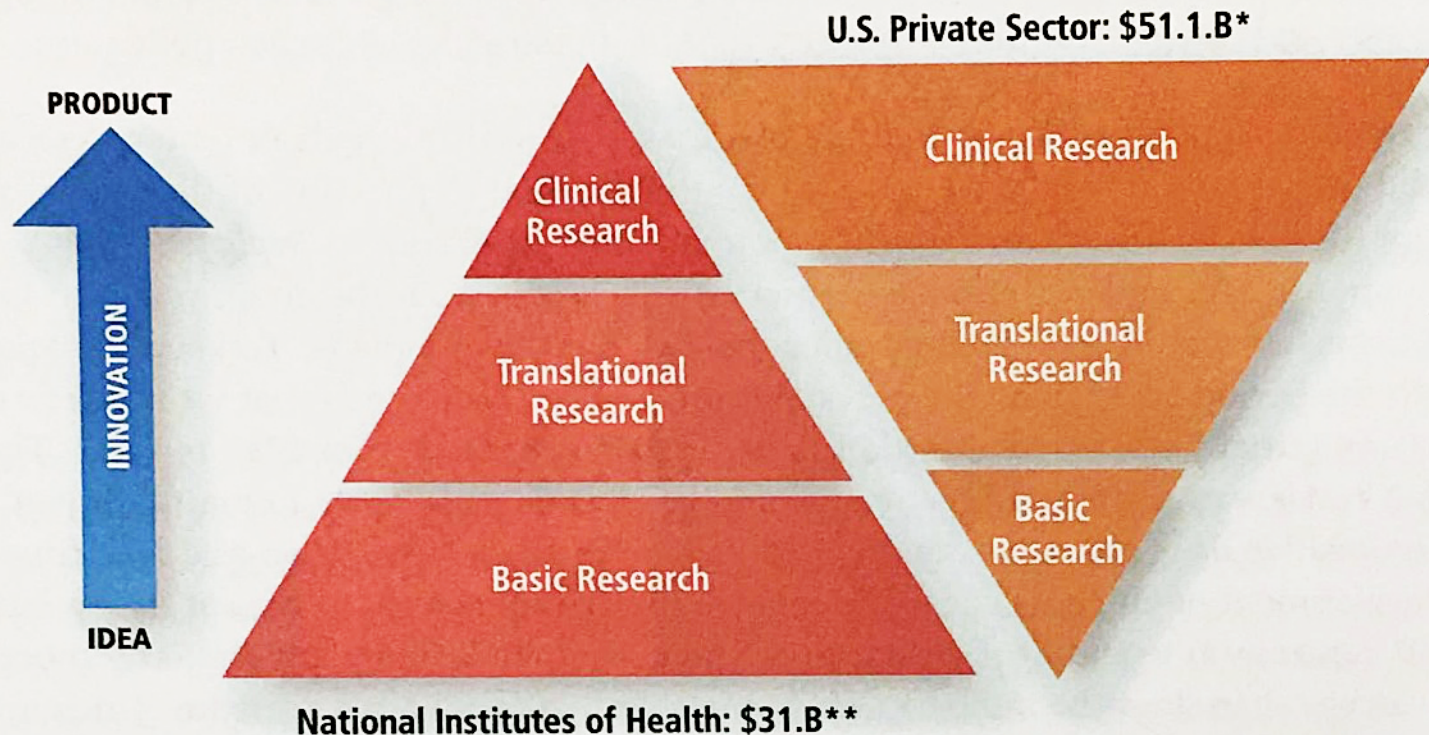 U.S. Private Sector: $51.1.B*
PRODUCT
INNOVATION
IDEA
Clinical
Research
Translational
Research
Basic Research
Clinical Research
Translational
Research
Basic
Research
National Institutes of Health: $31.B**